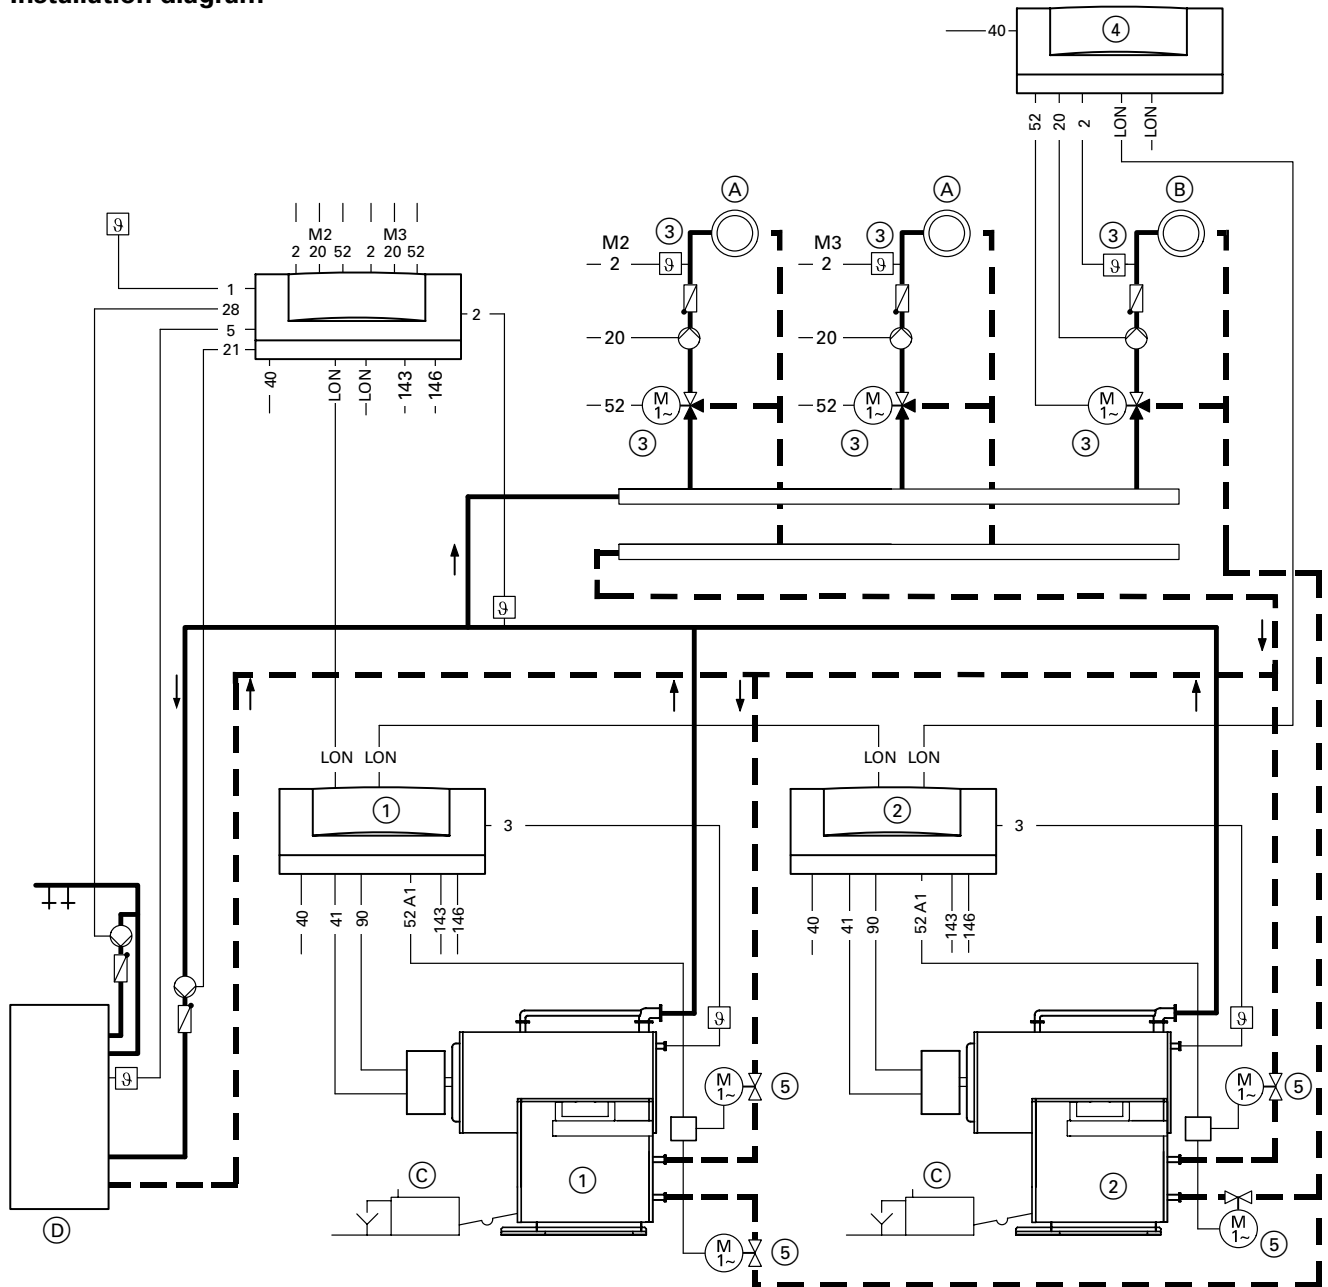 Installation diagram
40
4
52 20 2 LON LON
A A B
3 3 3
ϑ
M2 M3
2 20 52 2 20 52
M2 M3
2 ϑ 2 ϑ ϑ
1
28
5
21
2
20 20
40 LON LON 143 146
52 M 1~ 52 M 1~ M 1~
3 3 3
ϑ
LON LON LON LON
1 3 2 3
40 41 90 52 A1 143 146
40 41 90 52 A1 143 146
ϑ ϑ
ϑ
M 1~ 5 M 1~ 5
C 1 C 2
D
M 1~ 5 M 1~ 5